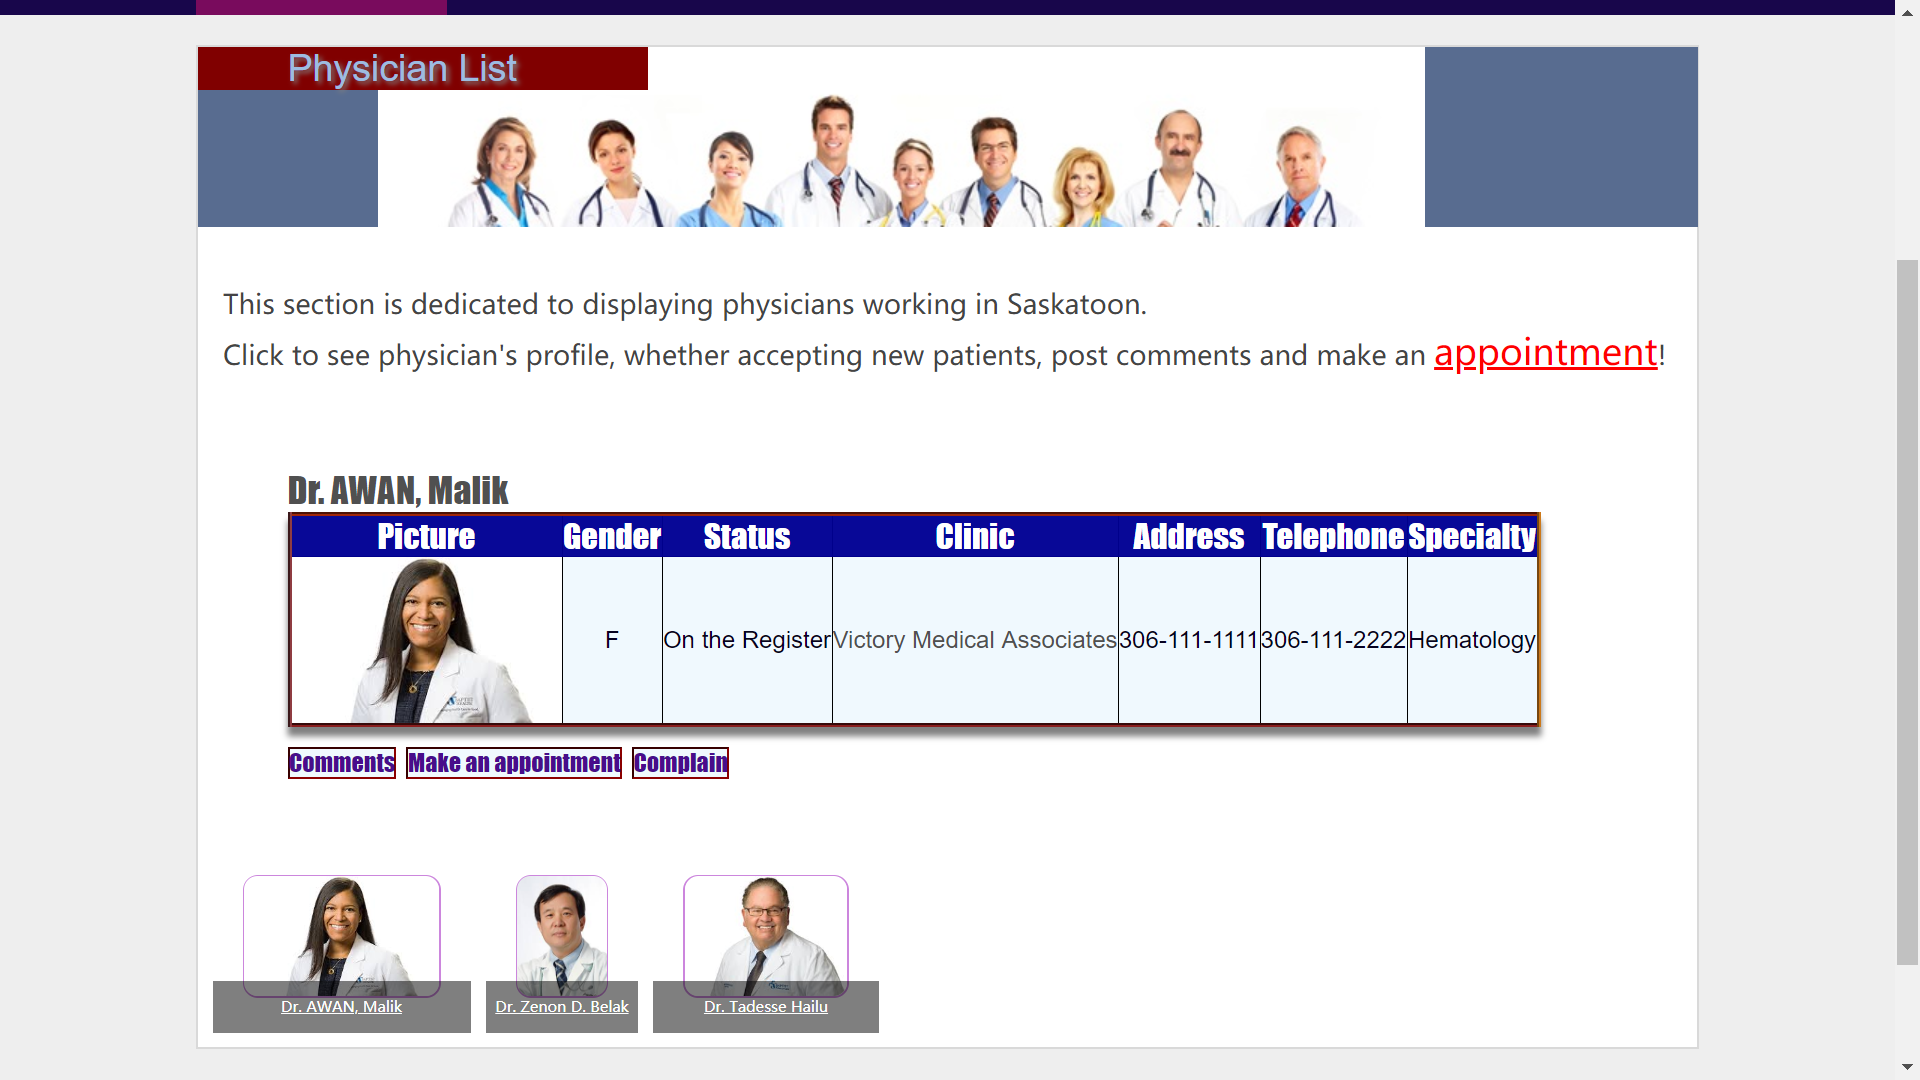 Physician List
This section is dedicated to displaying physicians working in Saskatoon.
Click to see physician's profile, whether accepting new patients, post comments and make an appointment!
Dr. AWAN, Malik
Picture Gender Status Clinic Address Telephone Specialty
F On the Register Victory Medical Associates 306-111-1111 306-111-2222 Hematology
Comments Make an appointment Complain
Dr. AWAN, Malik Dr. Zenon D. Belak Dr. Tadesse Hailu